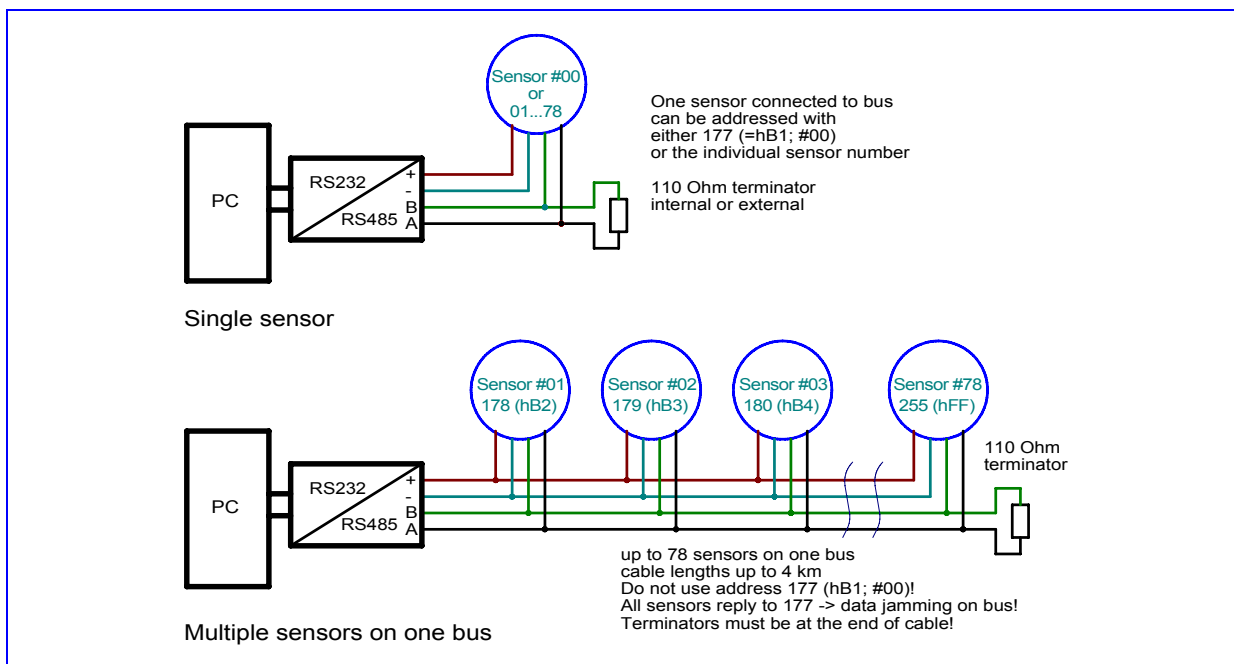 Sensor #00
or
01...78
One sensor connected to bus
can be addressed with
either 177 (=hB1; #00)
or the individual sensor number
110 Ohm terminator
internal or external
PC
RS232
RS485
+
-
B
A
Single sensor
Sensor #01
178 (hB2)
Sensor #02
179 (hB3)
Sensor #03
180 (hB4)
Sensor #78
255 (hFF)
110 Ohm
terminator
PC
RS232
RS485
+
-
B
A
up to 78 sensors on one bus
cable lengths up to 4 km
Do not use address 177 (hB1; #00)!
All sensors reply to 177 -> data jamming on bus!
Terminators must be at the end of cable!
Multiple sensors on one bus